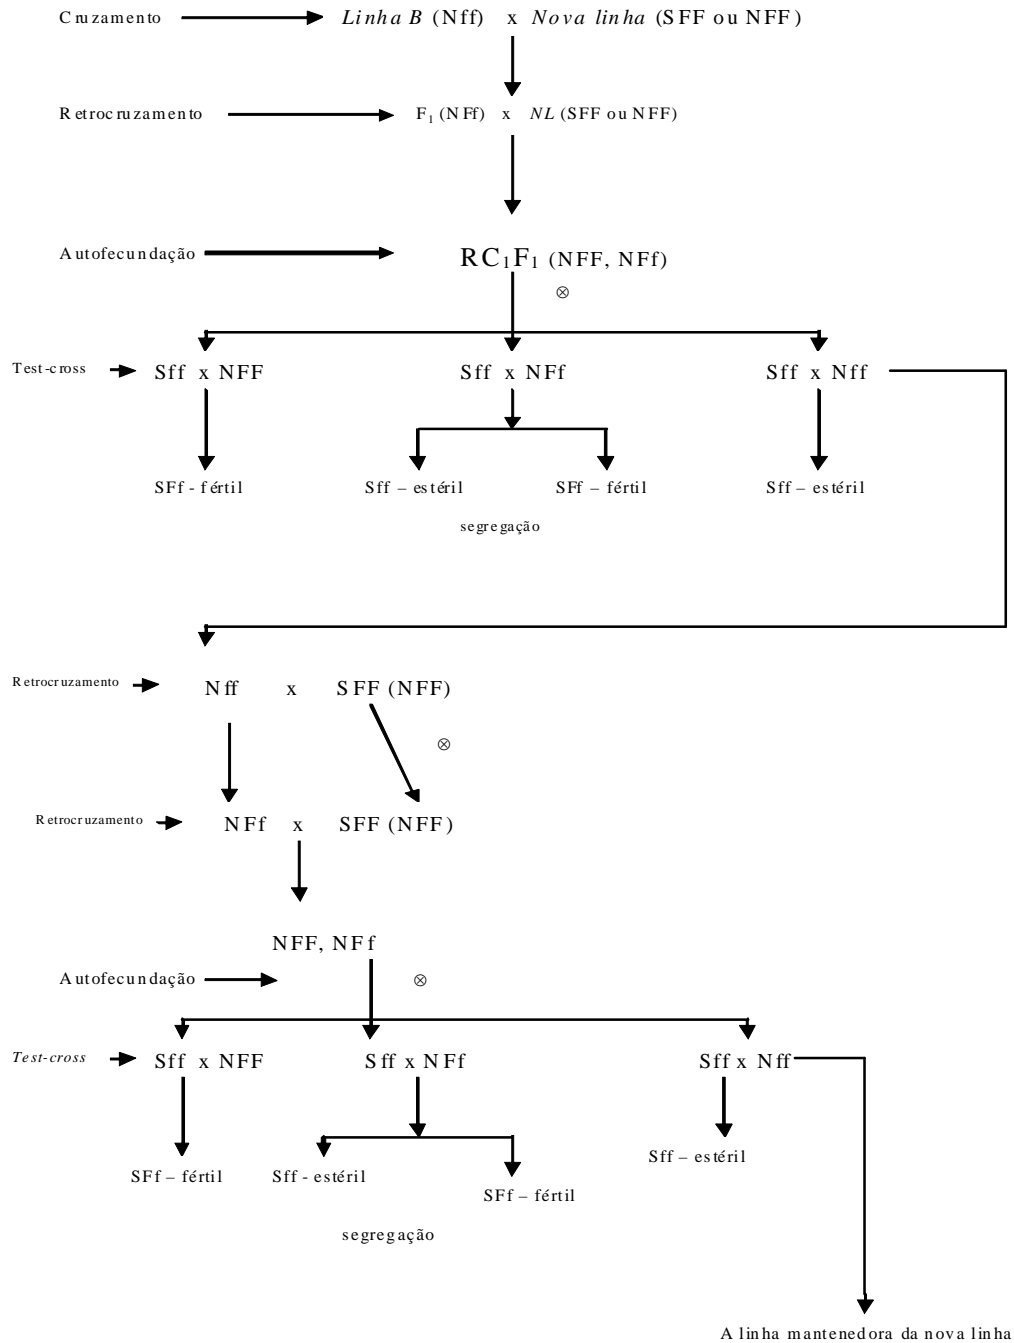 Cruzamento Linha B (Nff) x Nova linha (SFF ou NFF)
Retrocruzamento F₁ (NFf) x NL (SFF ou NFF)
Autofecundação RC₁F₁ (NFF, NFf)
⊗
Test-cross Sff x NFF Sff x NFf Sff x Nff
SFf - fértil Sff – estéril SFf – fértil Sff – estéril
segregação
Retrocruzamento Nff x SFF (NFF)
⊗
Retrocruzamento NFf x SFF (NFF)
NFF, NFf
Autofecundação ⊗
Test-cross Sff x NFF Sff x NFf Sff x Nff
SFf – fértil Sff - estéril SFf – fértil Sff – estéril
segregação
A linha mantenedora da nova linha